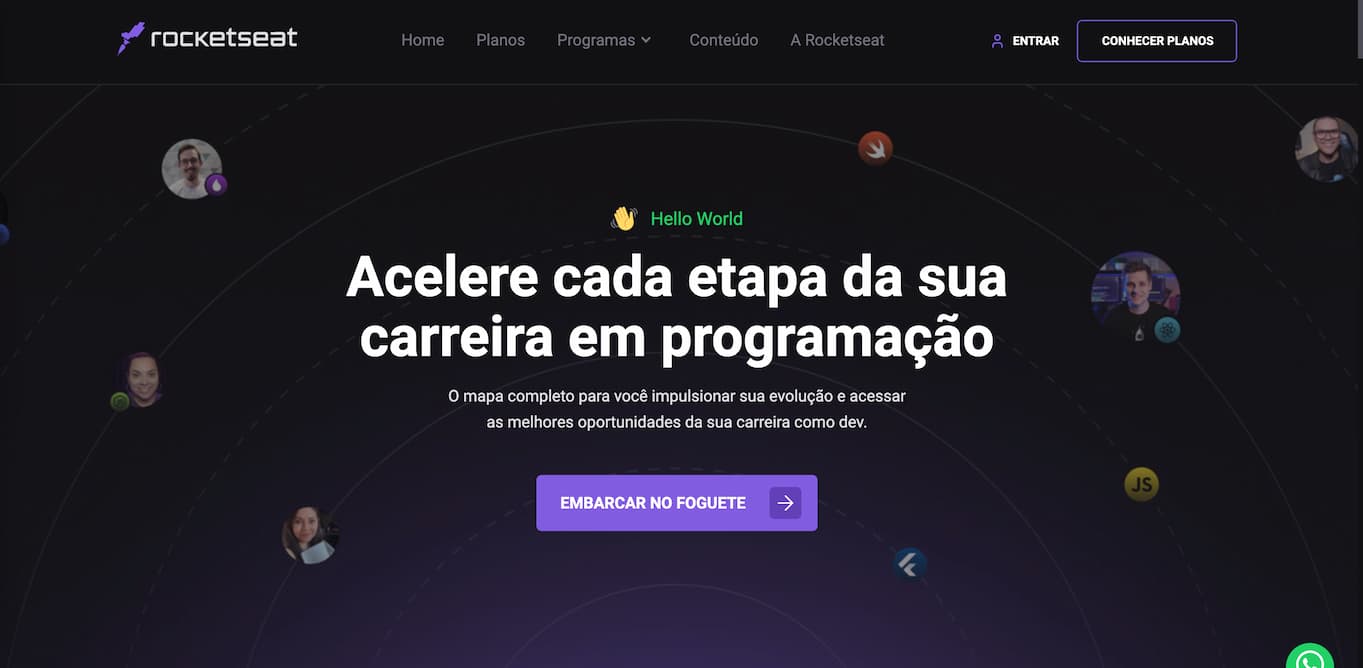 rocketseat
Home Planos Programas Conteúdo A Rocketseat
ENTRAR CONHECER PLANOS
Hello World
Acelere cada etapa da sua
carreira em programação
O mapa completo para você impulsionar sua evolução e acessar
as melhores oportunidades da sua carreira como dev.
JS
EMBARCAR NO FOGUETE